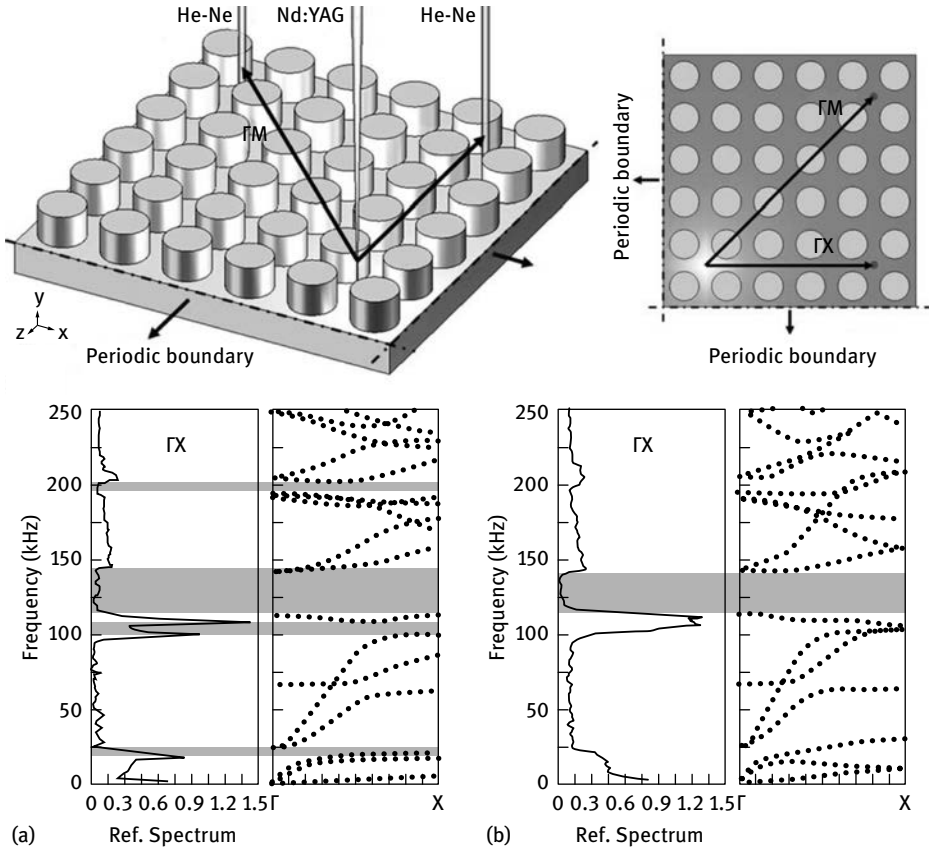 He-Ne Nd:YAG He-Ne
ΓM
Periodic boundary
y
z x
Periodic boundary
ΓM
ΓX
Periodic boundary
Frequency (kHz)
250
200
150
100
50
0
ΓX
0 0.3 0.6 0.9 1.2 1.5 Γ X
(a) Ref. Spectrum
Frequency (kHz)
250
200
150
100
50
0
ΓX
0 0.3 0.6 0.9 1.2 1.5 Γ X
(b) Ref. Spectrum